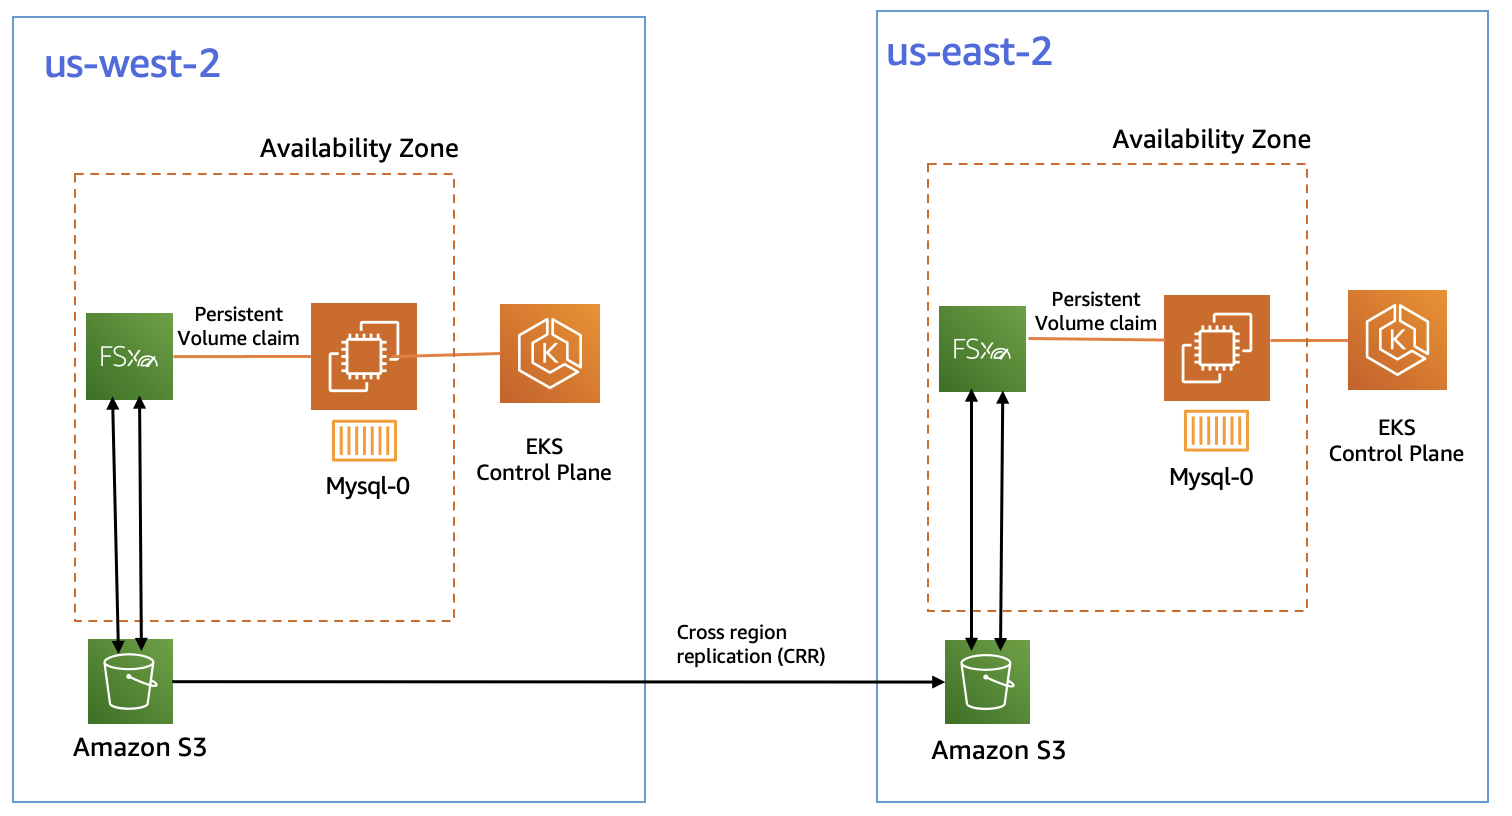 us-west-2
Availability Zone
FSx
Persistent
Volume claim
K
EKS
Control Plane
Mysql-0
Amazon S3
Cross region
replication (CRR)
us-east-2
Availability Zone
FSx
Persistent
Volume claim
K
EKS
Control Plane
Mysql-0
Amazon S3